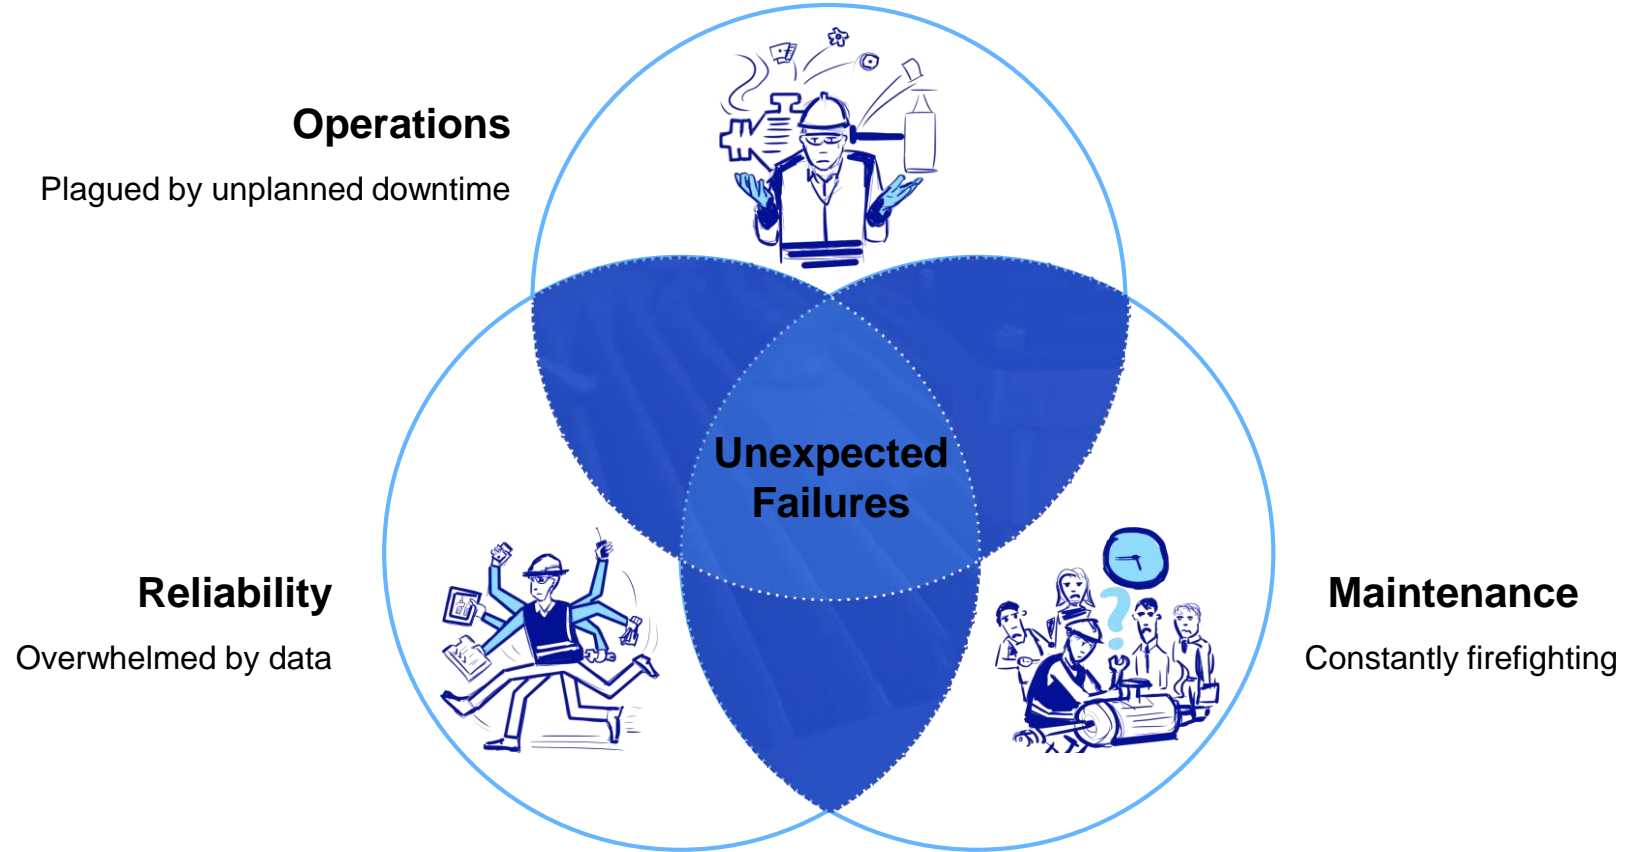 Operations
Plagued by unplanned downtime
Unexpected
Failures
Reliability
Overwhelmed by data
Maintenance
Constantly firefighting
?